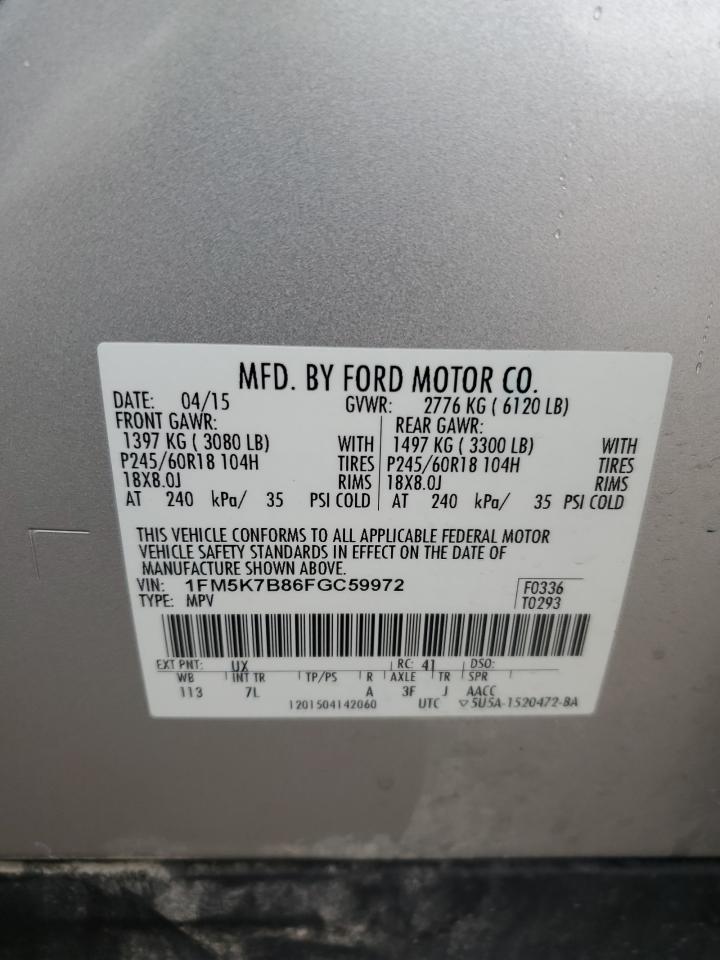 MFD. BY FORD MOTOR CO.
DATE: 04/15 GVWR: 2776 KG ( 6120 LB)
FRONT GAWR: REAR GAWR:
1397 KG ( 3080 LB) WITH 1497 KG ( 3300 LB) WITH
P245/60R18 104H TIRES P245/60R18 104H TIRES
18X8.0J RIMS 18X8.0J RIMS
AT 240 kPa/ 35 PSI COLD AT 240 kPa/ 35 PSI COLD
THIS VEHICLE CONFORMS TO ALL APPLICABLE FEDERAL MOTOR
VEHICLE SAFETY STANDARDS IN EFFECT ON THE DATE OF
MANUFACTURE SHOWN ABOVE.
VIN: 1FM5K7B86FGC59972 F0336
TYPE: MPV T0293
EXT PNT: UX RC: 41 DSO:
WB INT TR TP/PS R AXLE TR SPR
113 7L A 3F J AACC
1201504142060 UTC ▽5U5A-1520472-BA